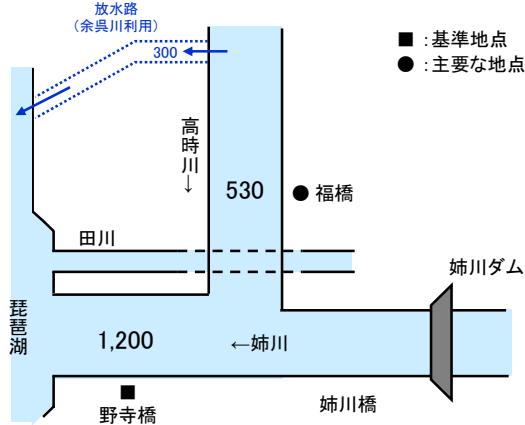 放水路
（余呉川利用）
300
■：基準地点
●：主要な地点
高時川→
530
福橋
田川
姉川ダム
琵琶湖
1,200
←姉川
野寺橋
姉川橋